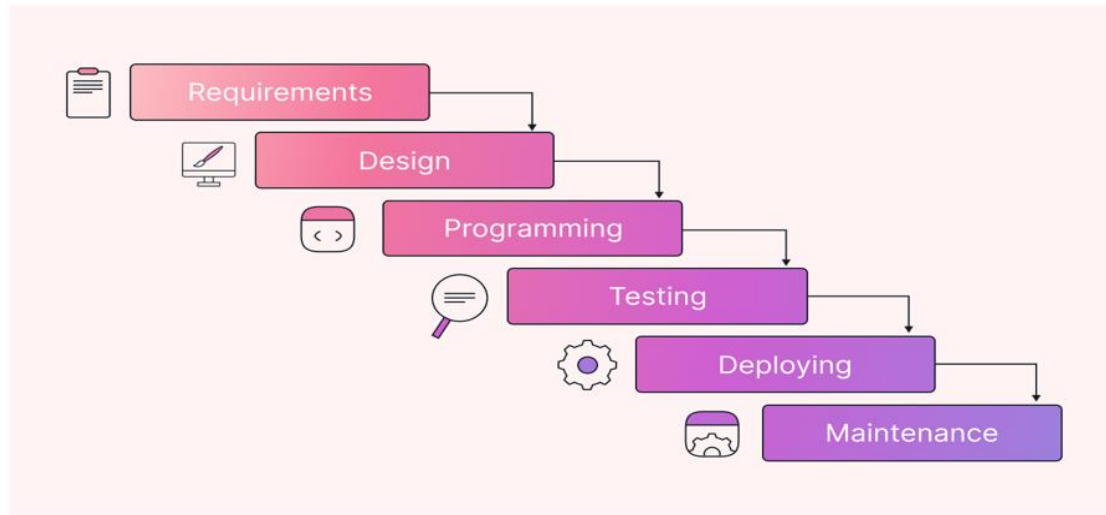 Requirements
Design
Programming
Testing
Deploying
Maintenance